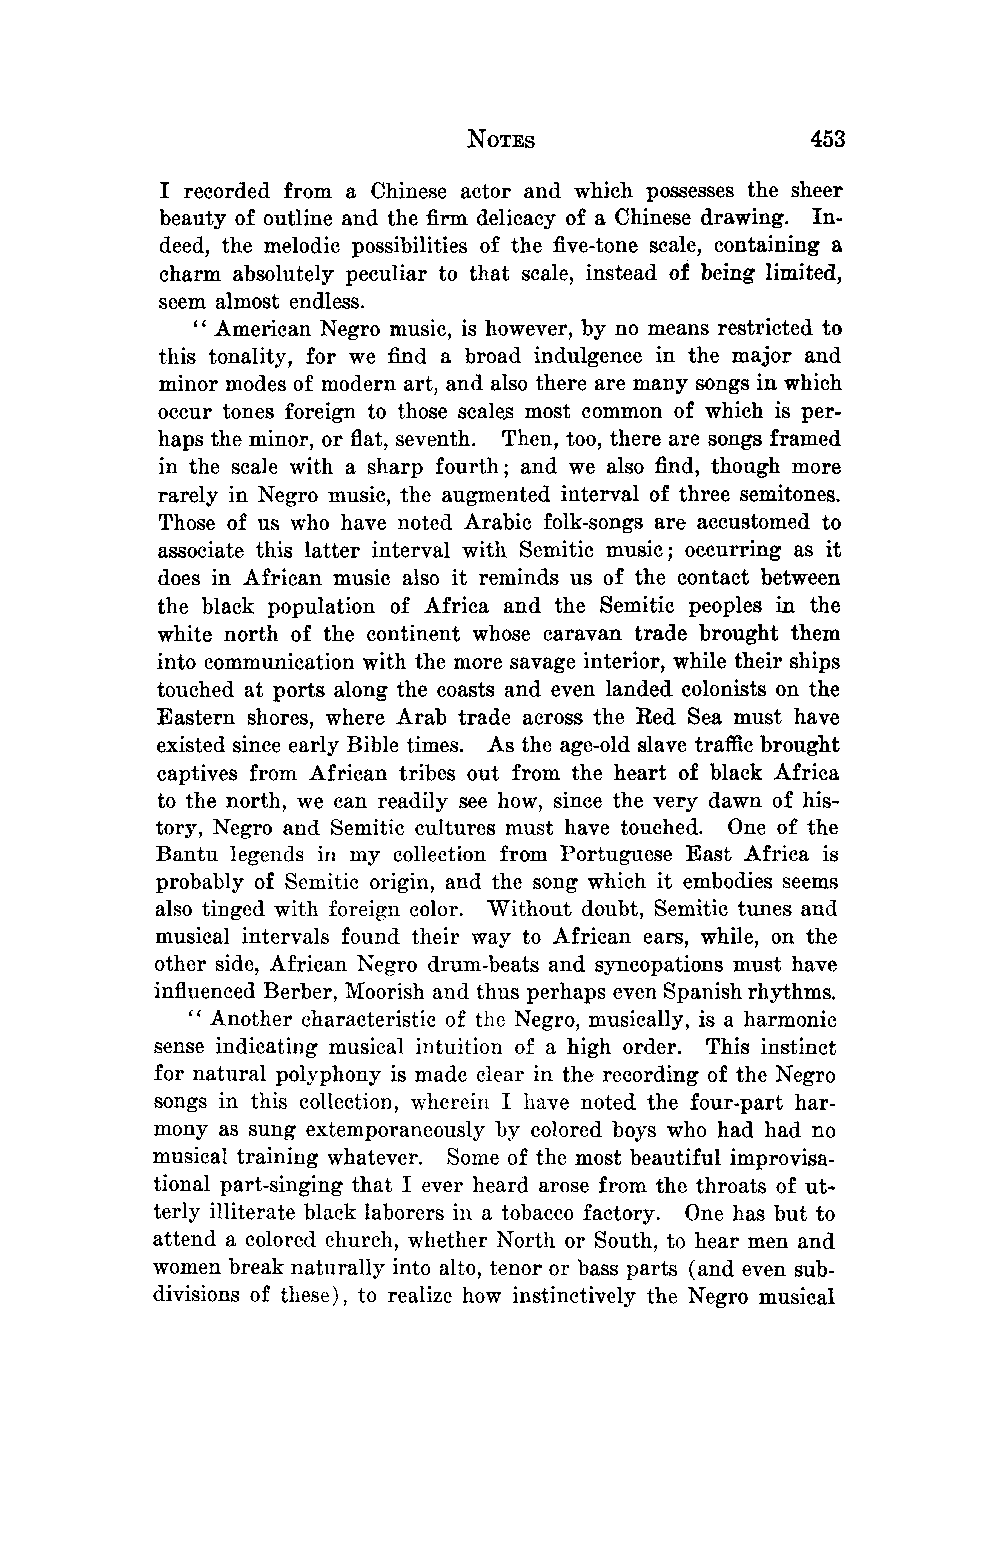 NOTES 453
I recorded from a Chinese actor and which possesses the sheer
beauty of outline and the firm delicacy of a Chinese drawing. In-
deed, the melodic possibilities of the five-tone scale, containing a
charm absolutely peculiar to that scale, instead of being limited,
seem almost endless.
“ American Negro music, is however, by no means restricted to
this tonality, for we find a broad indulgence in the major and
minor modes of modern art, and also there are many songs in which
occur tones foreign to those scales most common of which is per-
haps the minor, or flat, seventh. Then, too, there are songs framed
in the scale with a sharp fourth; and we also find, though more
rarely in Negro music, the augmented interval of three semitones.
Those of us who have noted Arabic folk-songs are accustomed to
associate this latter interval with Semitic music; occurring as it
does in African music also it reminds us of the contact between
the black population of Africa and the Semitic peoples in the
white north of the continent whose caravan trade brought them
into communication with the more savage interior, while their ships
touched at ports along the coasts and even landed colonists on the
Eastern shores, where Arab trade across the Red Sea must have
existed since early Bible times. As the age-old slave traffic brought
captives from African tribes out from the heart of black Africa
to the north, we can readily see how, since the very dawn of his-
tory, Negro and Semitic cultures must have touched. One of the
Bantu legends in my collection from Portuguese East Africa is
probably of Semitic origin, and the song which it embodies seems
also tinged with foreign color. Without doubt, Semitic tunes and
musical intervals found their way to African ears, while, on the
other side, African Negro drum-beats and syncopations must have
influenced Berber, Moorish and thus perhaps even Spanish rhythms.
“ Another characteristic of the Negro, musically, is a harmonic
sense indicating musical intuition of a high order. This instinct
for natural polyphony is made clear in the recording of the Negro
songs in this collection, wherein I have noted the four-part har-
mony as sung extemporaneously by colored boys who had had no
musical training whatever. Some of the most beautiful improvisa-
tional part-singing that I ever heard arose from the throats of ut-
terly illiterate black laborers in a tobacco factory. One has but to
attend a colored church, whether North or South, to hear men and
women break naturally into alto, tenor or bass parts (and even sub-
divisions of these), to realize how instinctively the Negro musical